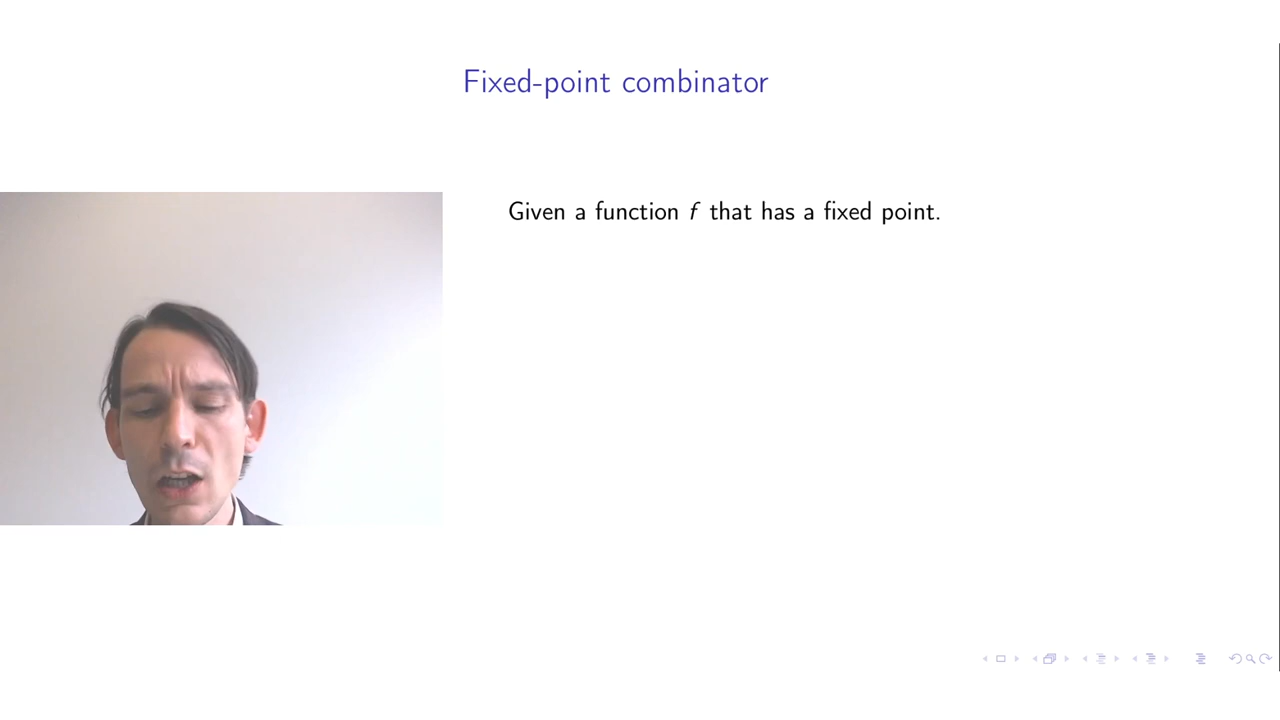 Fixed-point combinator
Given a function f that has a fixed point.